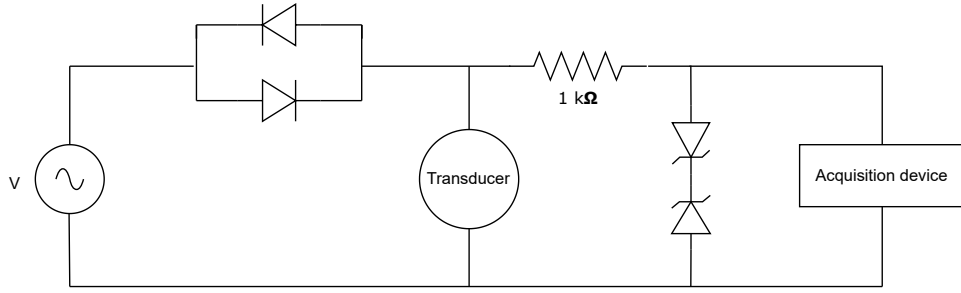 1 kΩ
V
Transducer
Acquisition device